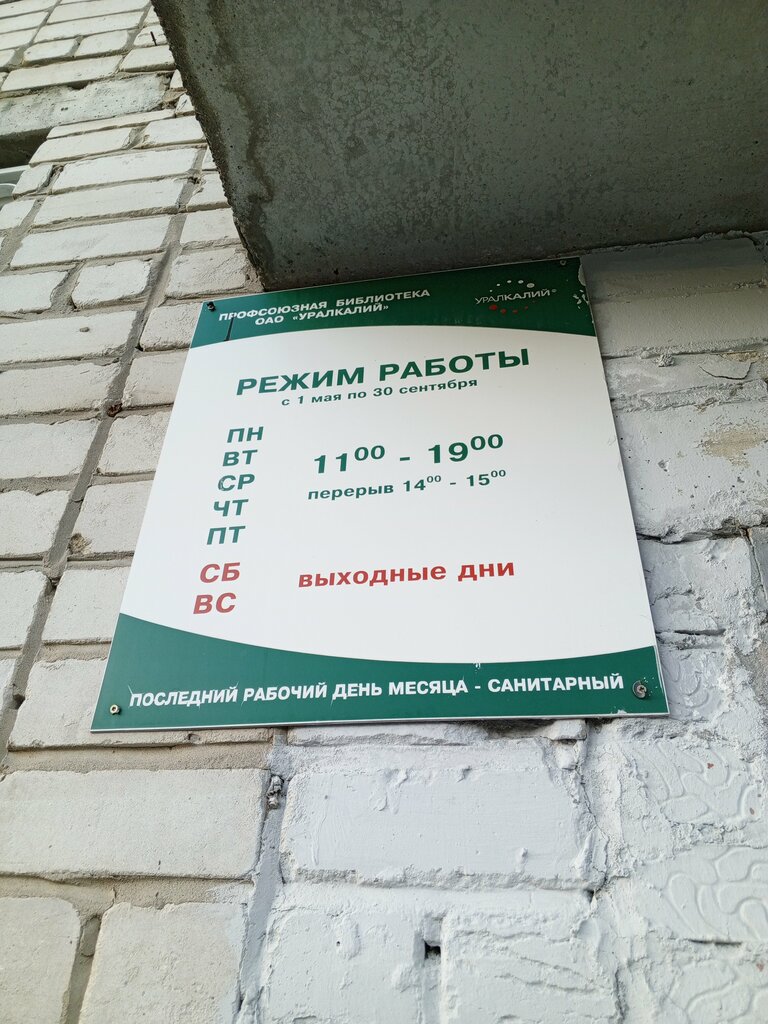 ПРОФСОЮЗНАЯ БИБЛИОТЕКА
ОАО «УРАЛКАЛИЙ»
УРАЛКАЛИЙ®
РЕЖИМ РАБОТЫ
с 1 мая по 30 сентября
ПН
ВТ
СР
ЧТ
ПТ
11⁰⁰ - 19⁰⁰
перерыв 14⁰⁰ - 15⁰⁰
СБ
ВС
выходные дни
ПОСЛЕДНИЙ РАБОЧИЙ ДЕНЬ МЕСЯЦА - САНИТАРНЫЙ